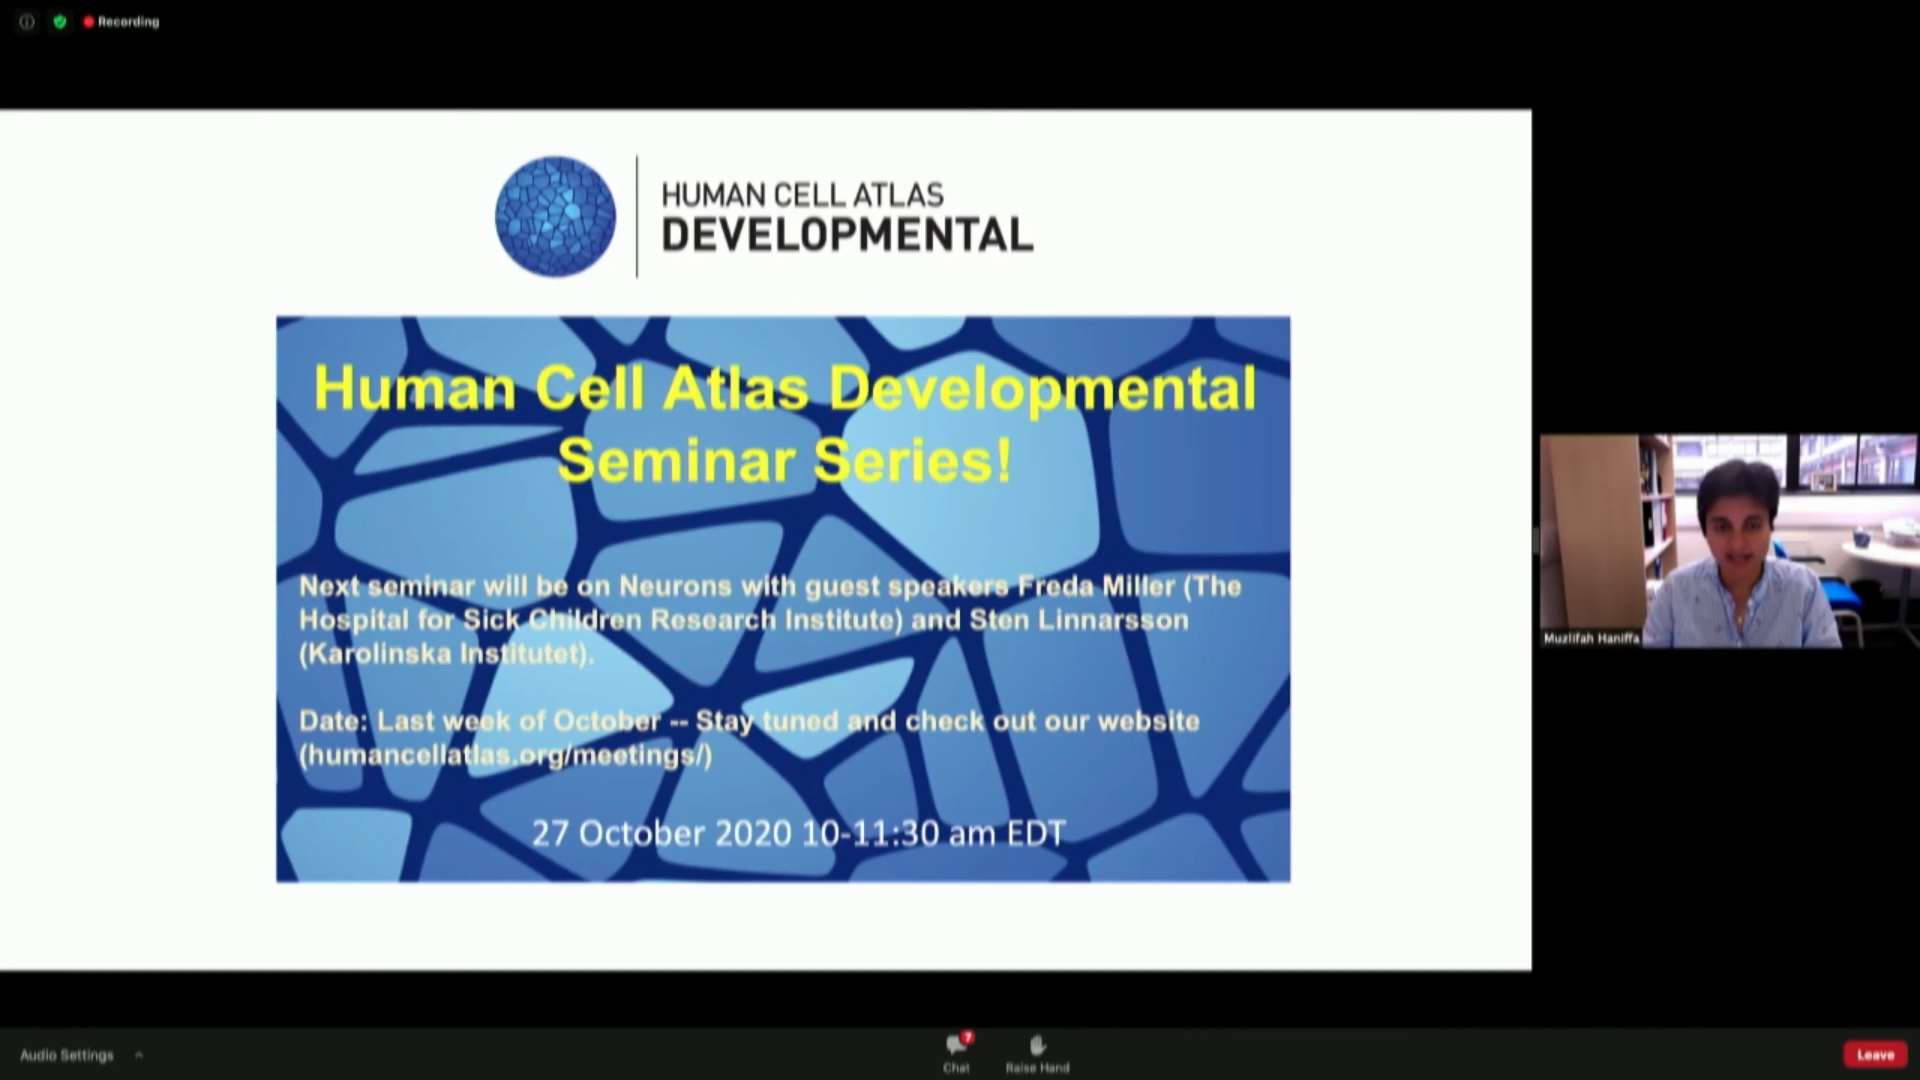 Recording
HUMAN CELL ATLAS
DEVELOPMENTAL
Human Cell Atlas Developmental
Seminar Series!
Next seminar will be on Neurons with guest speakers Freda Miller (The
Hospital for Sick Children Research Institute) and Sten Linnarsson
(Karolinska Institutet).
Date: Last week of October -- Stay tuned and check out our website
(humancellatlas.org/meetings/)
27 October 2020 10-11:30 am EDT
Muzlifah Haniffa
Audio Settings
7
Chat
Raise Hand
Leave